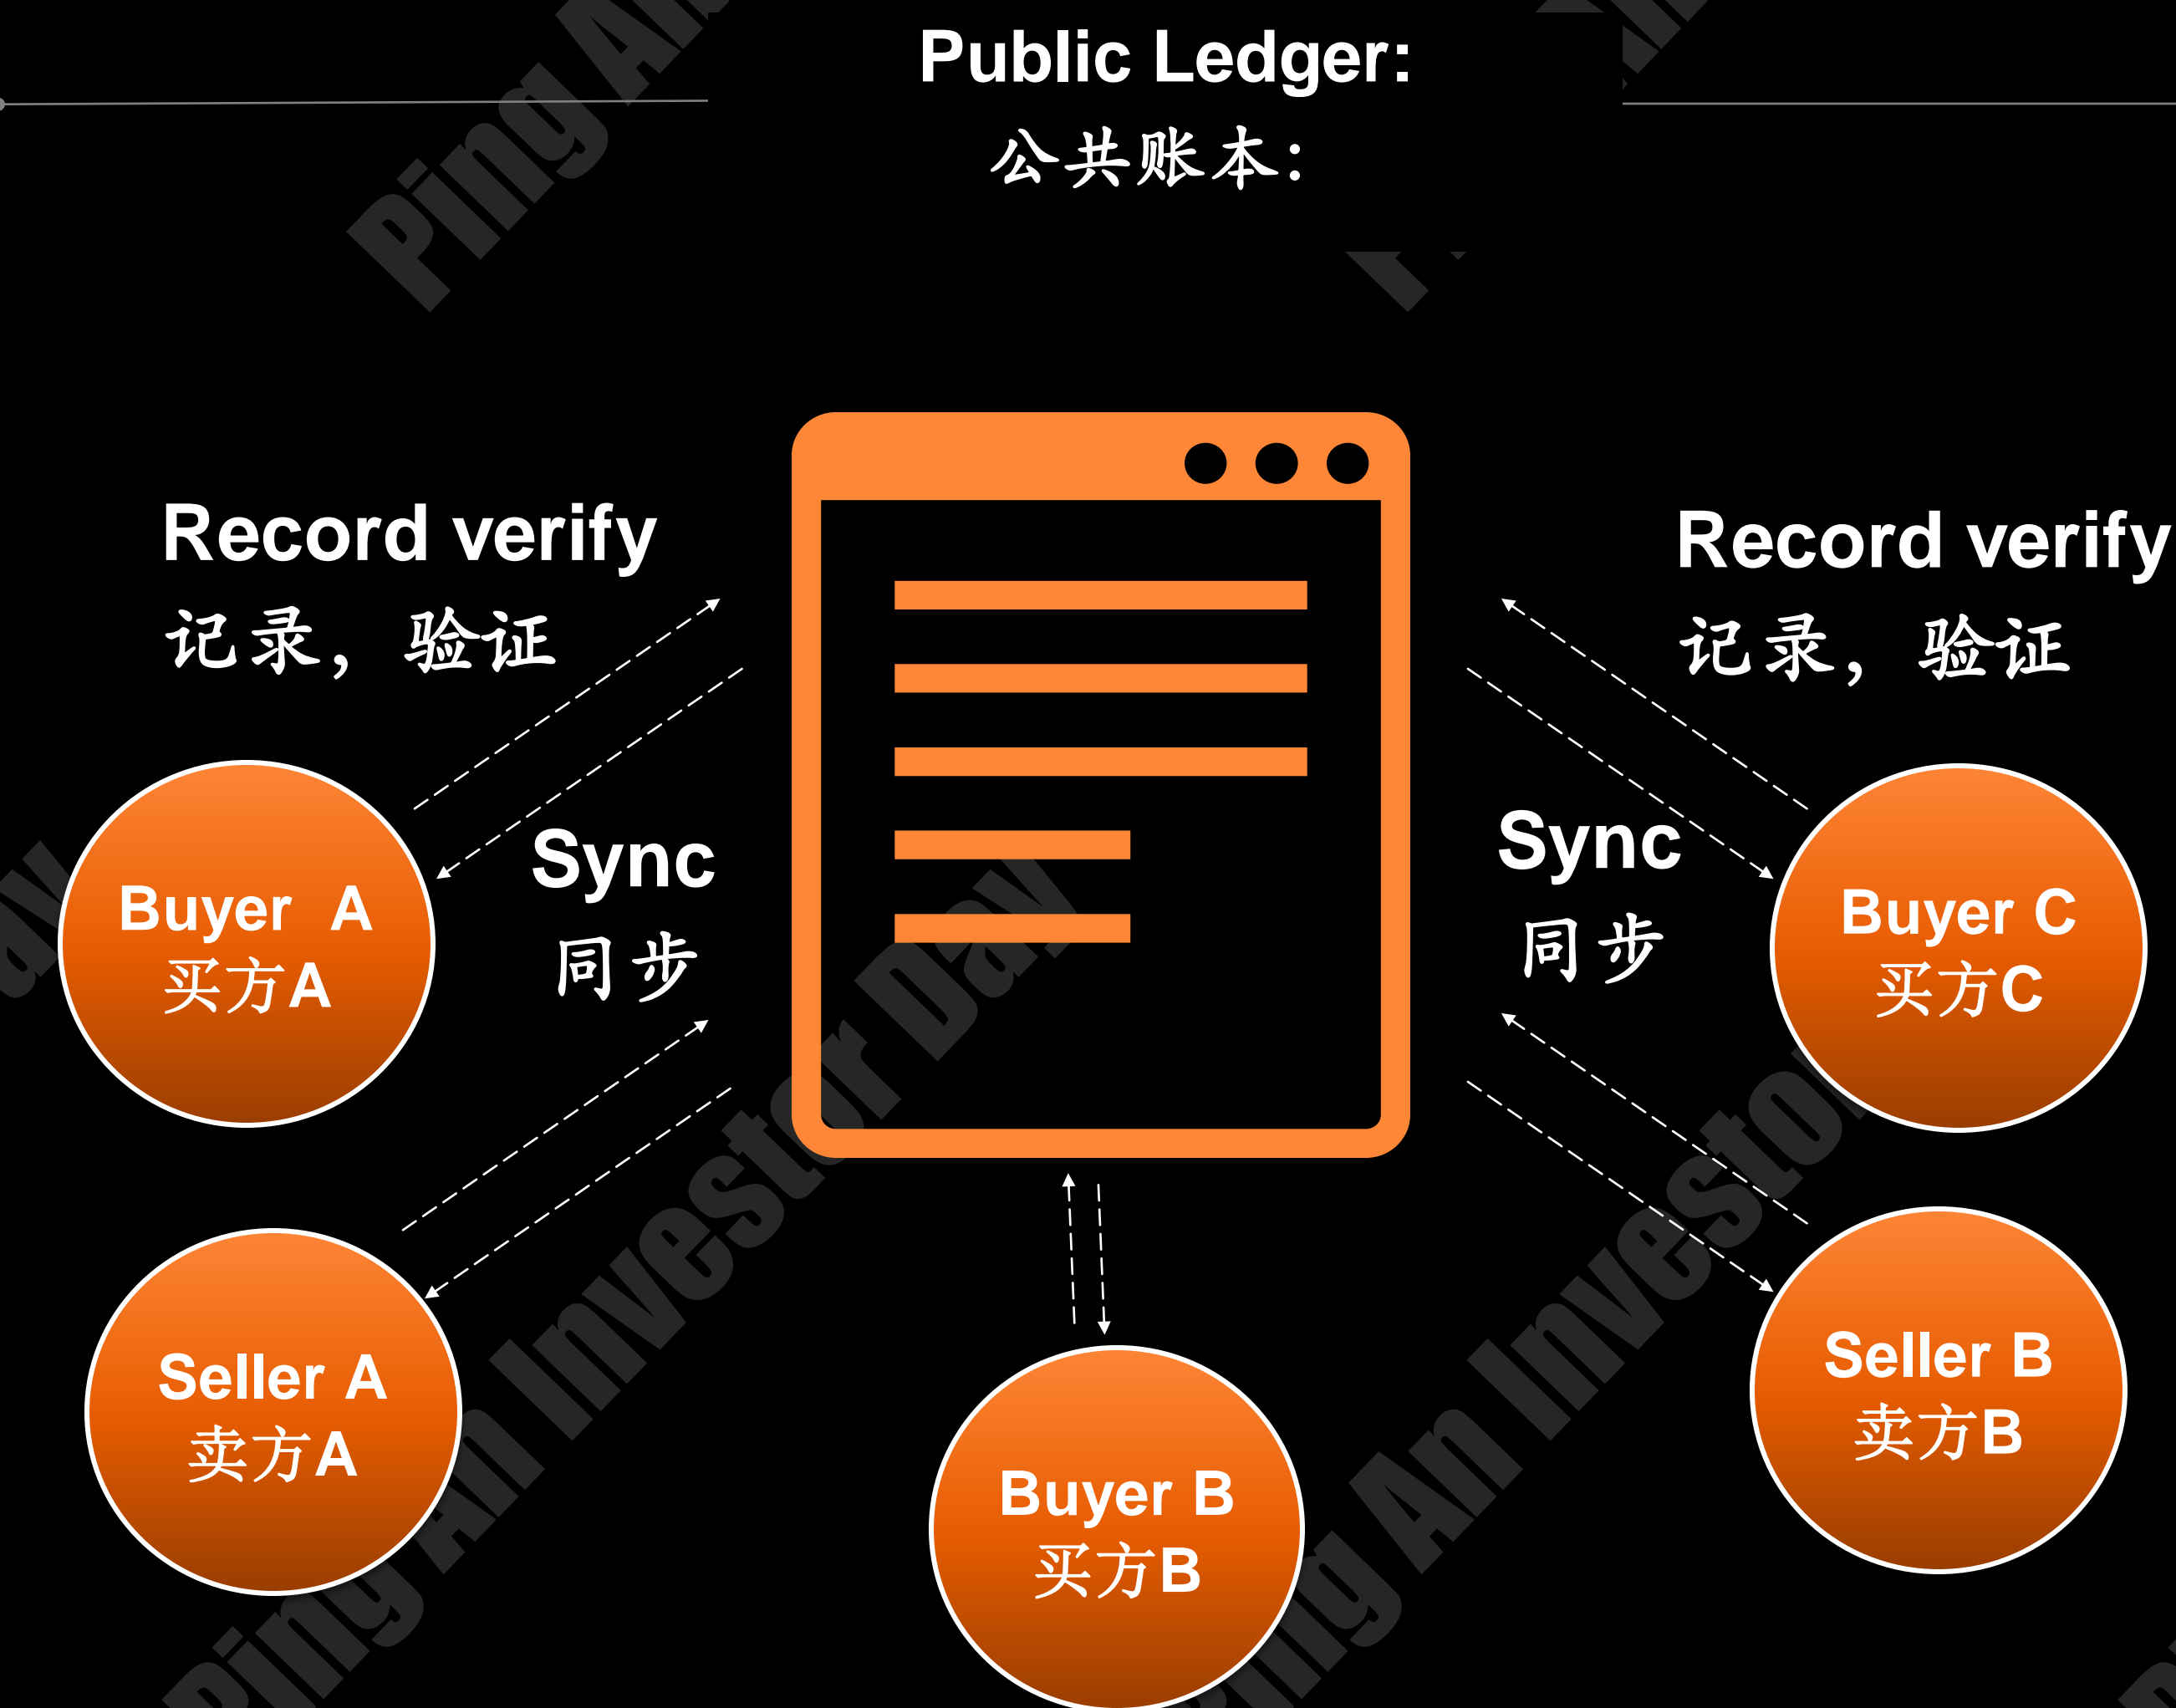 Public Ledger:
公共账本：
Record verify
记录， 验证
Record verify
记录， 验证
Sync
同步
Sync
同步
Buyer A
买方A
Buyer C
买方C
Seller A
卖方A
Seller B
卖方B
Buyer B
买方B
Ping An Investor Day
Ping An Investor